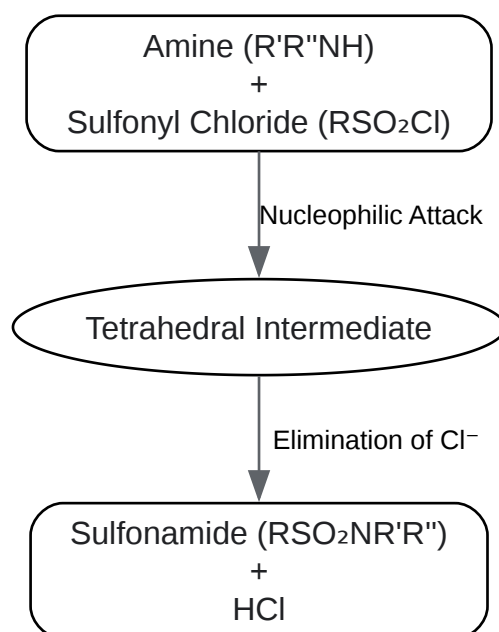 Amine (R'R''NH)
+
Sulfonyl Chloride (RSO₂Cl)
Nucleophilic Attack
Tetrahedral Intermediate
Elimination of Cl⁻
Sulfonamide (RSO₂NR'R'')
+
HCl